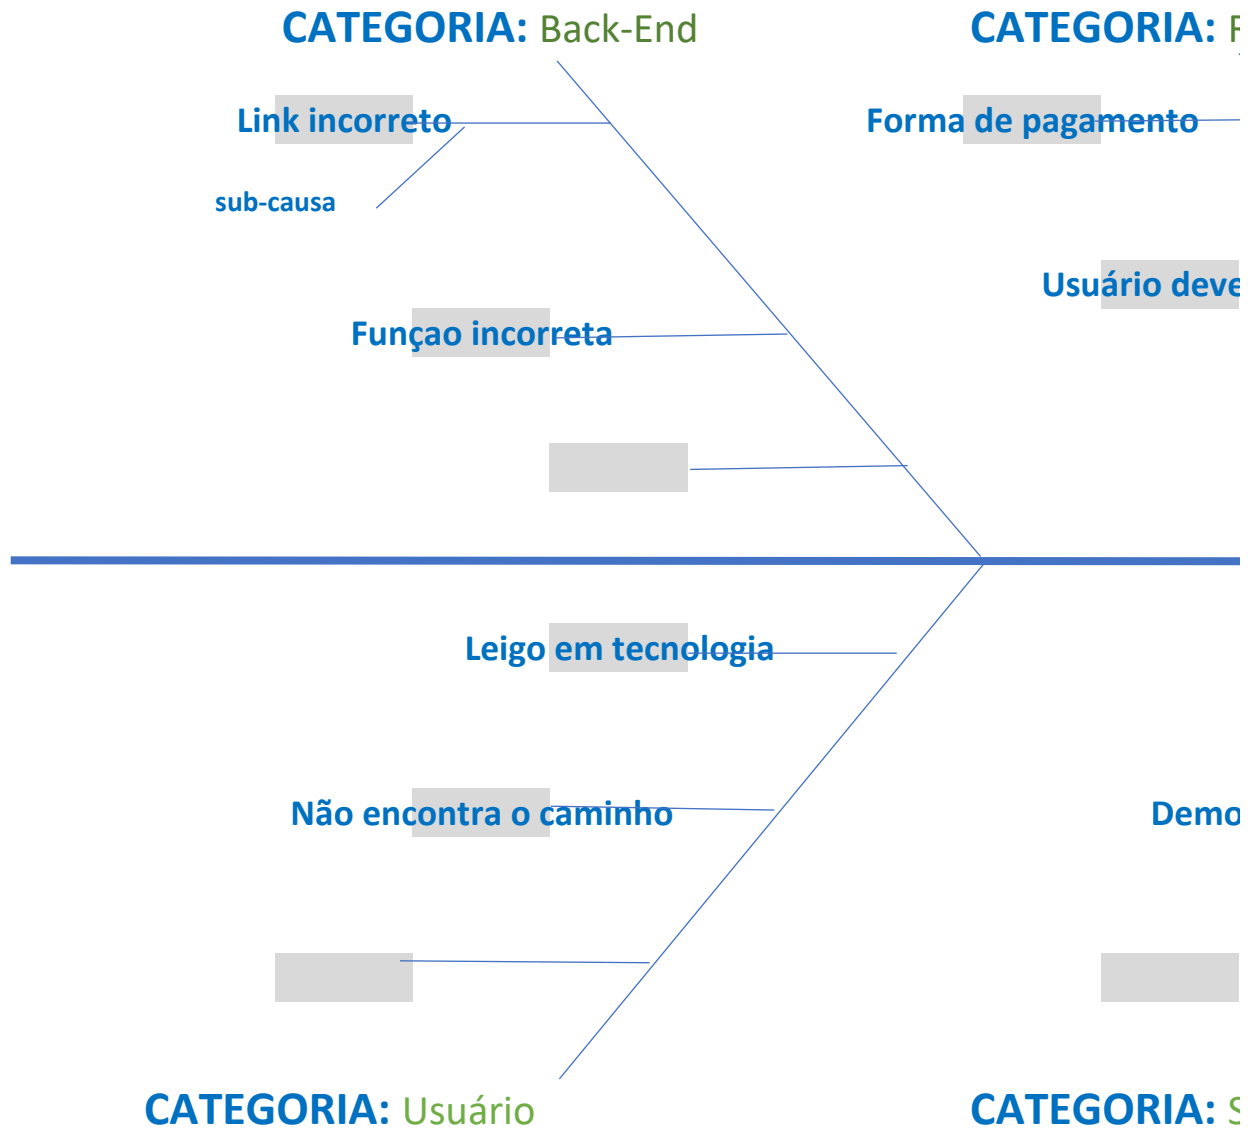 CATEGORIA: Back-End
CATEGORIA:
Link incorreto
Forma de pagamento
sub-causa
Usuário deve
Funçao incorreta
Leigo em tecnologia
Não encontra o caminho
CATEGORIA: Usuário
CATEGORIA: